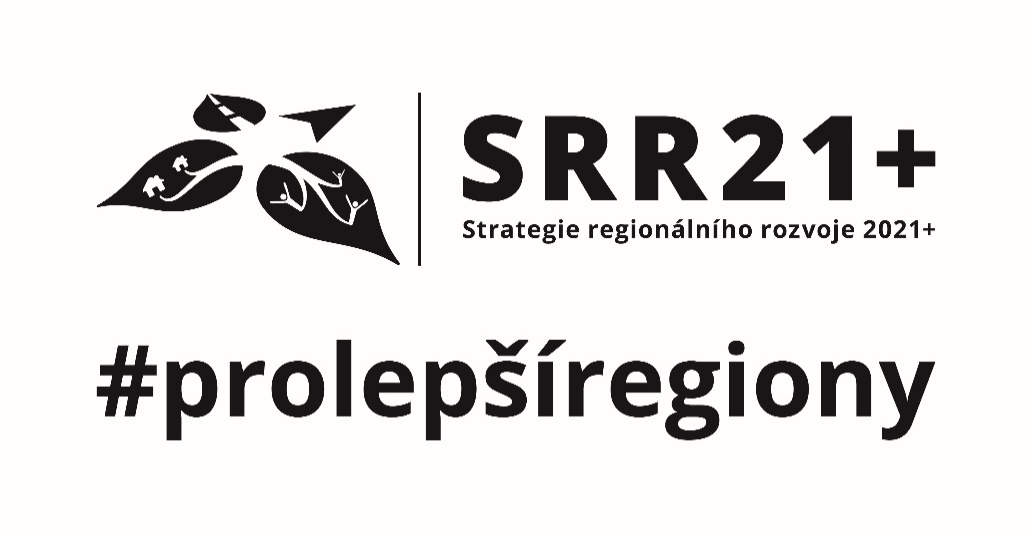 SRR21+
Strategie regionálního rozvoje 2021+
#prolepšíregiony